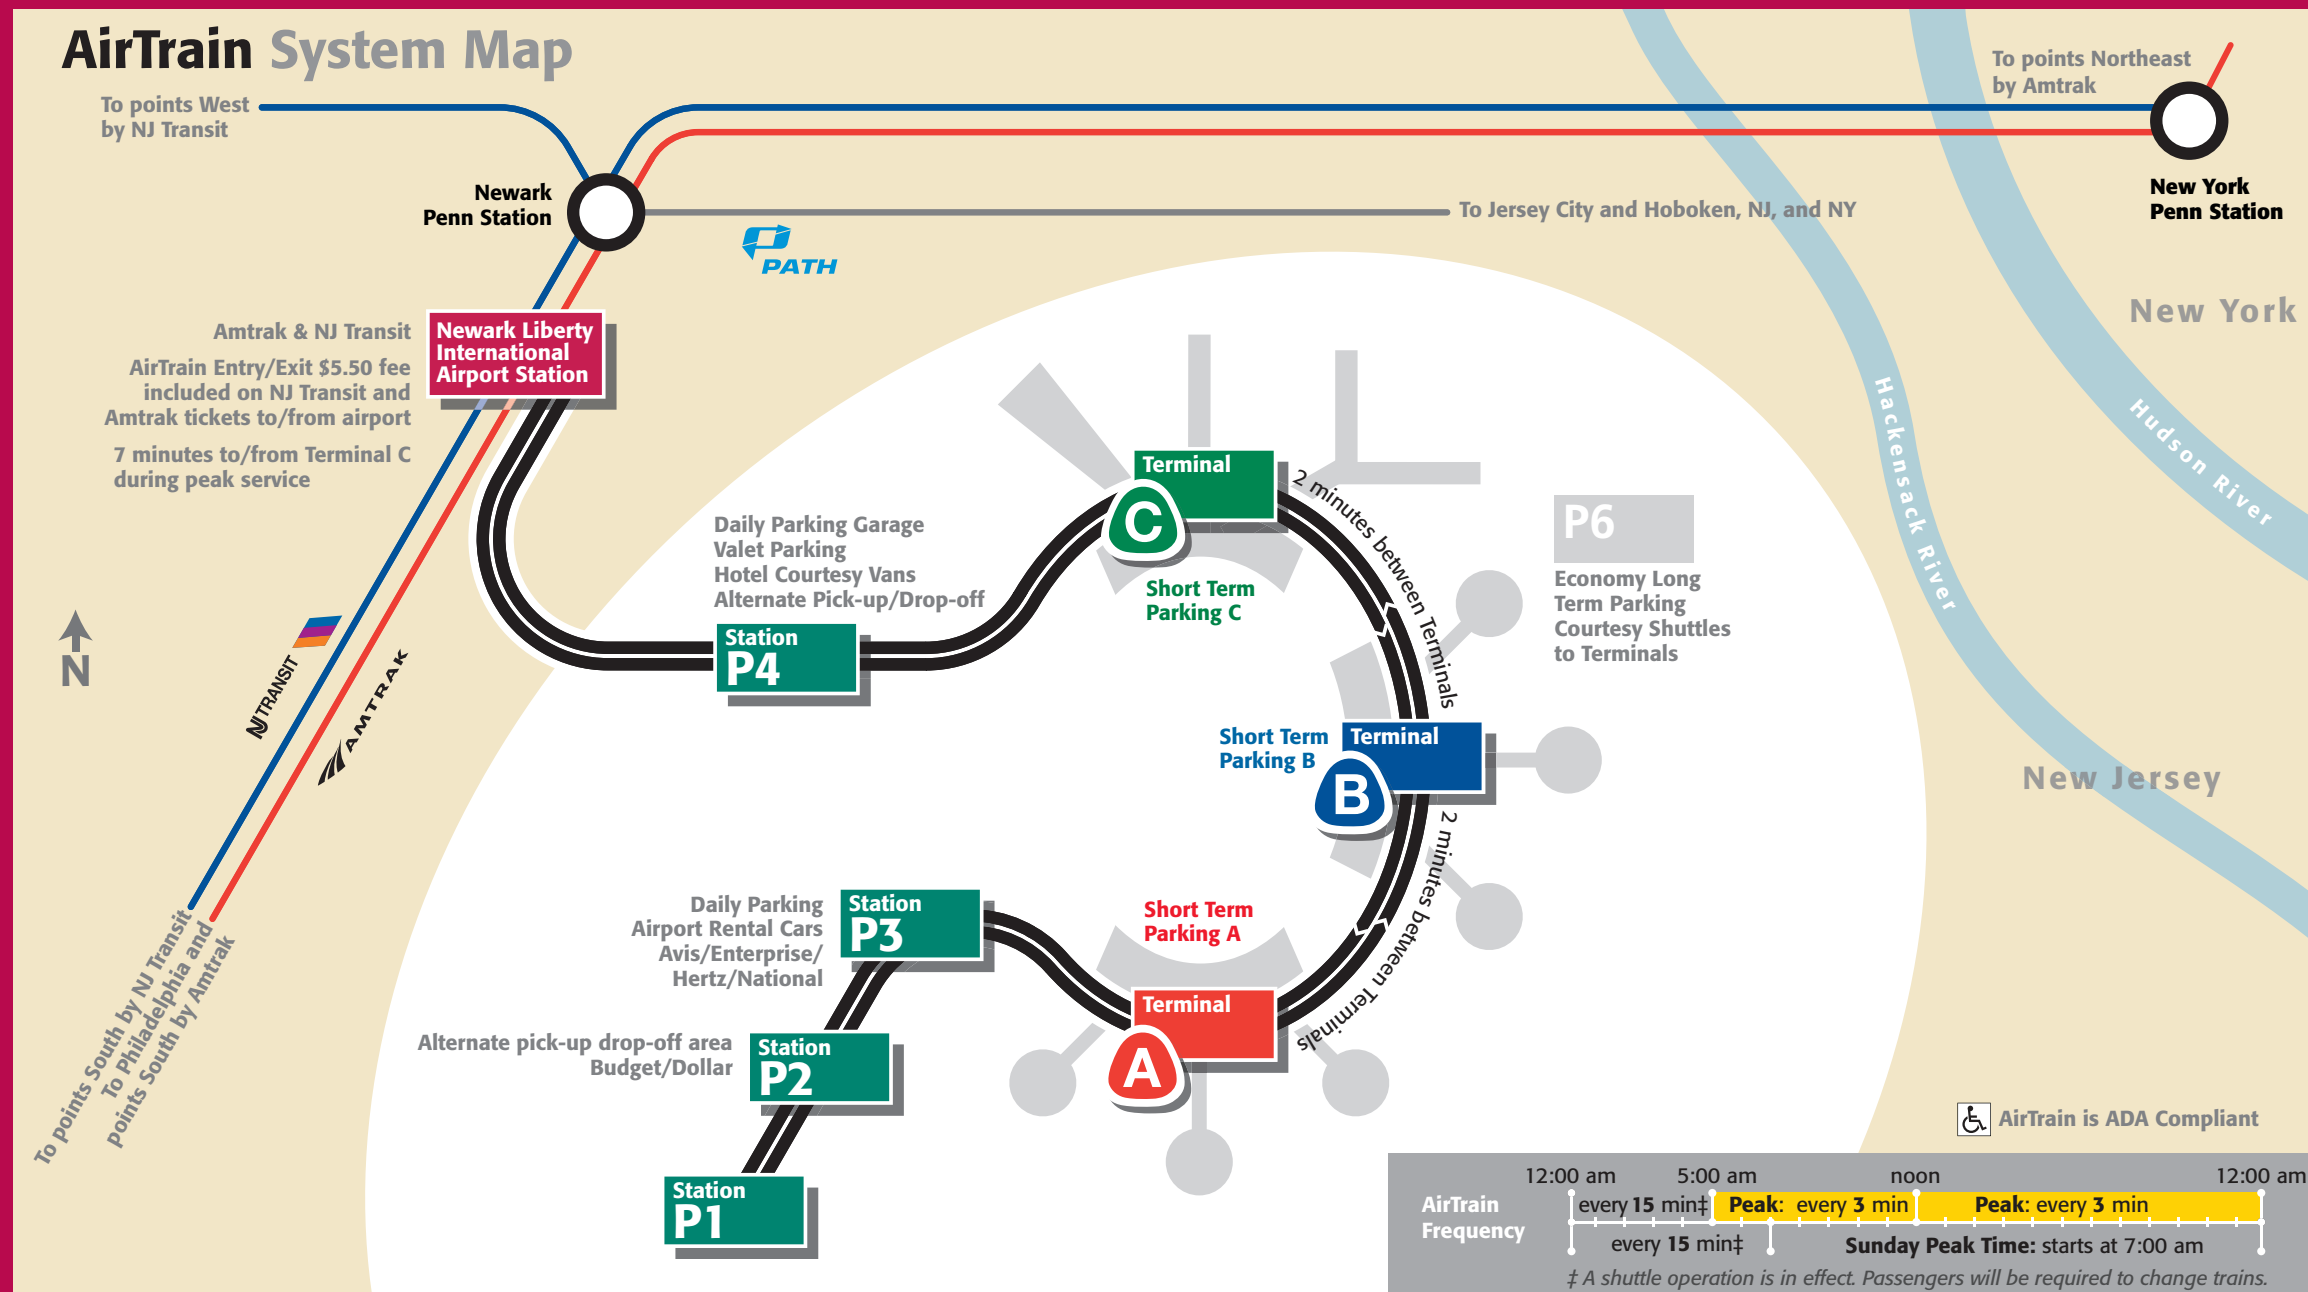 AirTrain System Map
To points West
by NJ Transit
To points Northeast
by Amtrak
Newark
Penn Station
New York
Penn Station
To Jersey City and Hoboken, NJ, and NY
PATH
New York
Amtrak & NJ Transit
AirTrain Entry/Exit $5.50 fee
included on NJ Transit and
Amtrak tickets to/from airport
7 minutes to/from Terminal C
during peak service
Newark Liberty
International
Airport Station
Hackensack River
Hudson River
Terminal
C
2 minutes between Terminals
Short Term
Parking C
P6
Economy Long
Term Parking
Courtesy Shuttles
to Terminals
Daily Parking Garage
Valet Parking
Hotel Courtesy Vans
Alternate Pick-up/Drop-off
Station
P4
N
NJ TRANSIT
AMTRAK
Short Term
Parking B
Terminal
B
New Jersey
2 minutes between Terminals
Daily Parking
Airport Rental Cars
Avis/Enterprise/
Hertz/National
Station
P3
Short Term
Parking A
Terminal
A
To points South by NJ Transit
To Philadelphia and
points South by Amtrak
Alternate pick-up drop-off area
Budget/Dollar
Station
P2
Station
P1
AirTrain is ADA Compliant
12:00 am 5:00 am noon 12:00 am
AirTrain
Frequency
every 15 min‡ Peak: every 3 min Peak: every 3 min
every 15 min‡ Sunday Peak Time: starts at 7:00 am
‡ A shuttle operation is in effect. Passengers will be required to change trains.